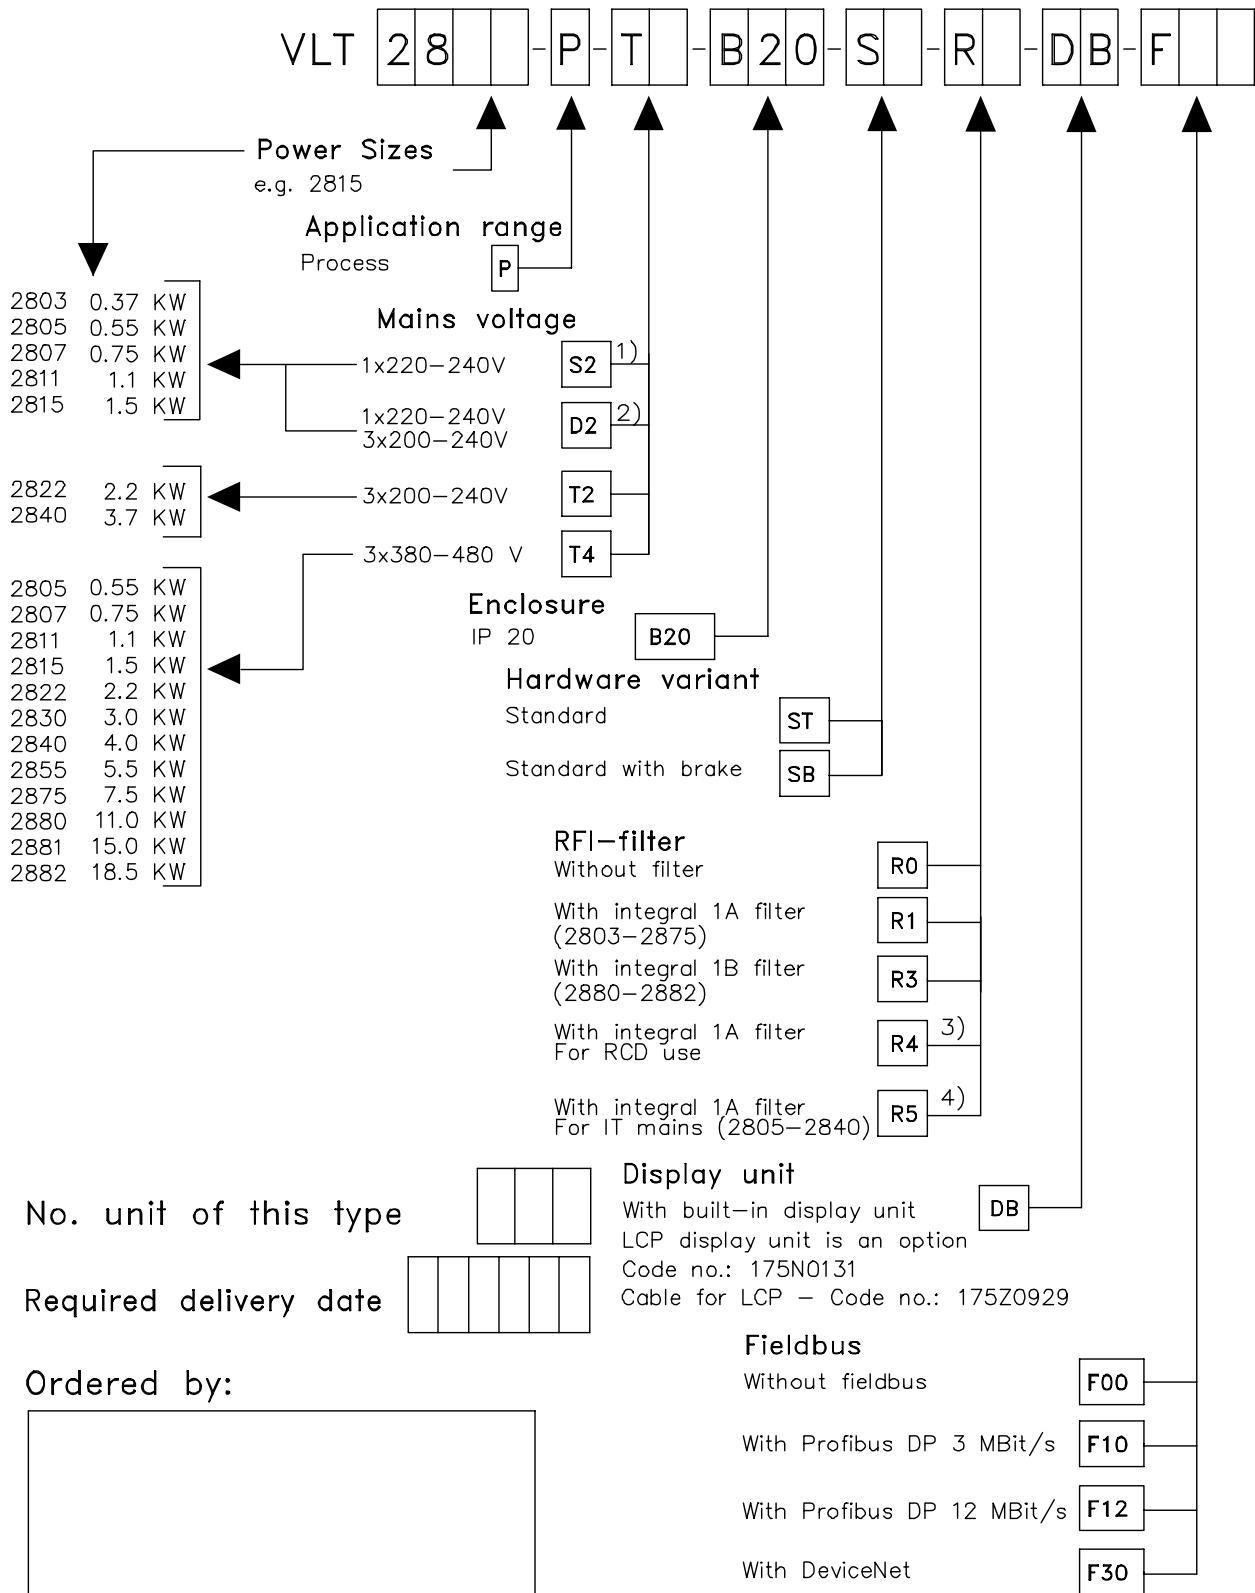 VLT 28 -P-T -B20-S -R -DB-F
Power Sizes
e.g. 2815
Application range
Process P
2803 0.37 KW
2805 0.55 KW
2807 0.75 KW
2811 1.1 KW
2815 1.5 KW
Mains voltage
1x220-240V S2 1)
1x220-240V
3x200-240V D2 2)
2822 2.2 KW
2840 3.7 KW
3x200-240V T2
3x380-480 V T4
2805 0.55 KW
2807 0.75 KW
2811 1.1 KW
2815 1.5 KW
2822 2.2 KW
2830 3.0 KW
2840 4.0 KW
2855 5.5 KW
2875 7.5 KW
2880 11.0 KW
2881 15.0 KW
2882 18.5 KW
Enclosure
IP 20 B20
Hardware variant
Standard ST
Standard with brake SB
RFI-filter
Without filter R0
With integral 1A filter
(2803-2875) R1
With integral 1B filter
(2880-2882) R3
With integral 1A filter
For RCD use R4 3)
With integral 1A filter
For IT mains (2805-2840) R5 4)
Display unit
With built-in display unit DB
LCP display unit is an option
Code no.: 175N0131
Cable for LCP - Code no.: 175Z0929
No. unit of this type
Required delivery date
Ordered by:
Fieldbus
Without fieldbus F00
With Profibus DP 3 MBit/s F10
With Profibus DP 12 MBit/s F12
With DeviceNet F30